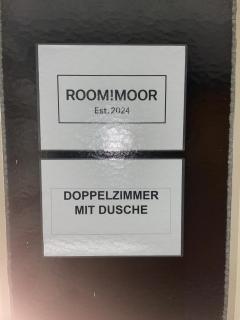 ROOM!MOOR
Est. 2024
DOPPELZIMMER
MIT DUSCHE